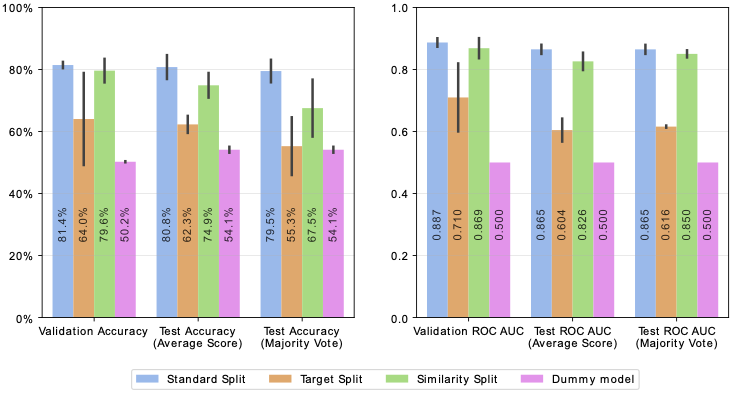 100%
80%
60%
40%
20%
0%
81.4%
64.0%
79.6%
50.2%
80.8%
62.3%
74.9%
54.1%
79.5%
55.3%
67.5%
54.1%
Validation Accuracy
Test Accuracy
(Average Score)
Test Accuracy
(Majority Vote)
1.0
0.8
0.6
0.4
0.2
0.0
0.887
0.710
0.869
0.500
0.865
0.604
0.826
0.500
0.865
0.616
0.850
0.500
Validation ROC AUC
Test ROC AUC
(Average Score)
Test ROC AUC
(Majority Vote)
Standard Split
Target Split
Similarity Split
Dummy model